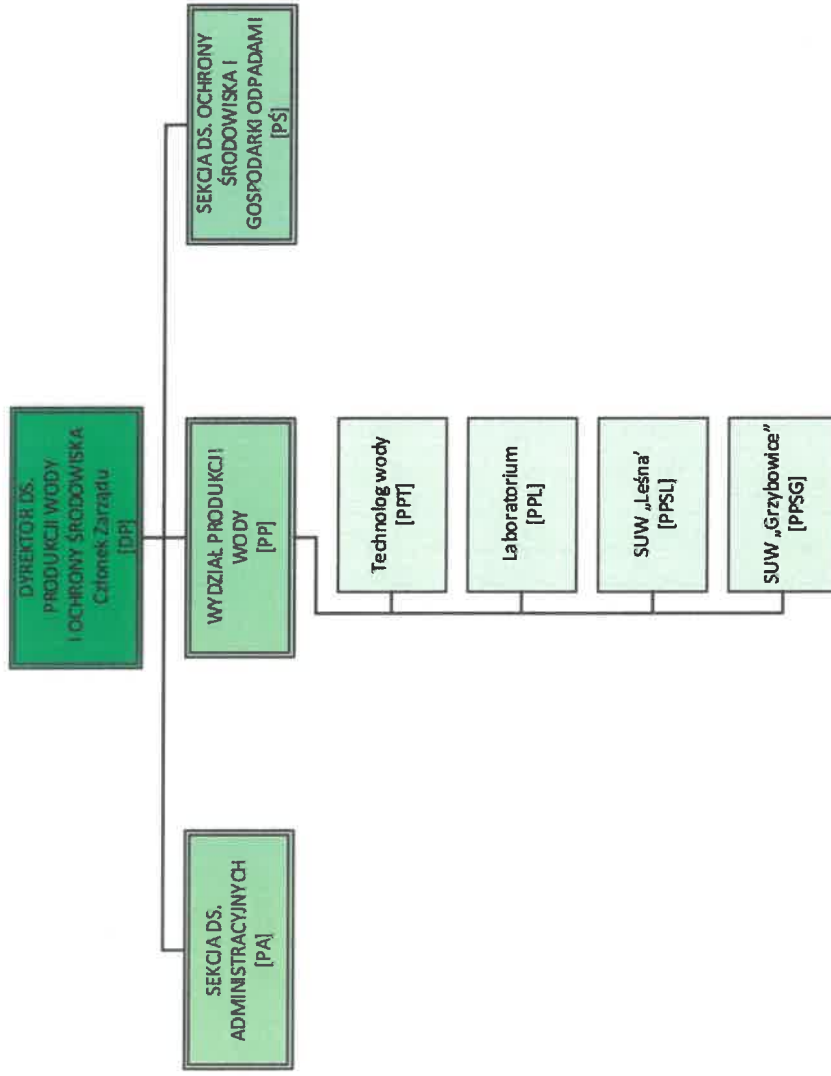 DYREKTOR DS.
PRODUKCJI WODY
I OCHRONY ŚRODOWISKA
Członek Zarządu
[DP]
SEKCJA DS.
ADMINISTRACYJNYCH
[PA]
WYDZIAŁ PRODUKCJI
WODY
[PP]
SEKCJA DS. OCHRONY
ŚRODOWISKA I
GOSPODARKI ODPADAMI
[PŚ]
Technolog wody
[PPT]
Laboratorium
[PPL]
SUW „Leśna’
[PPSL]
SUW „Grzybowice”
[PPSG]